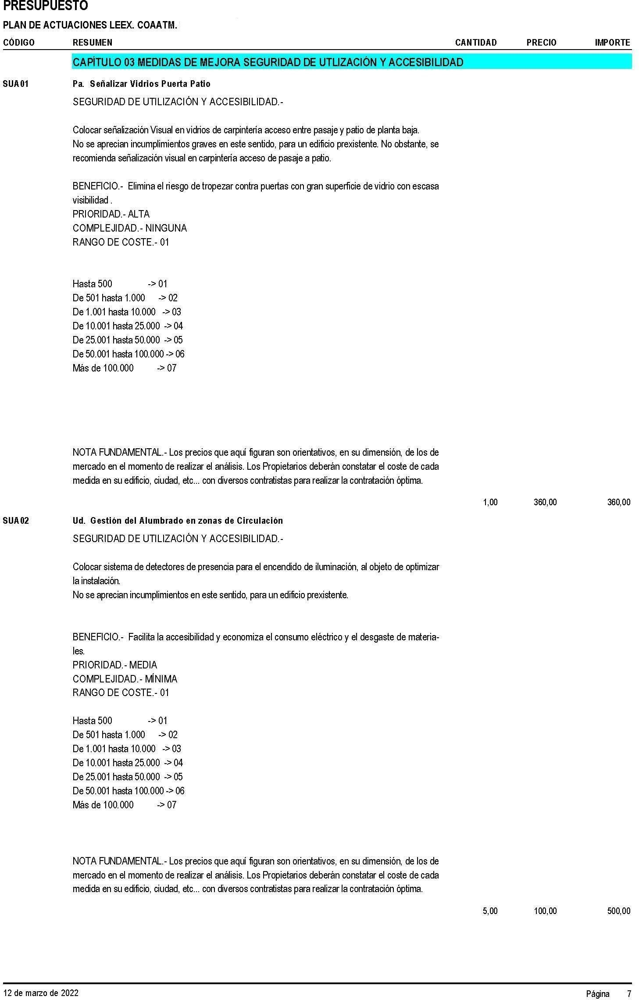 PRESUPUESTO
PLAN DE ACTUACIONES LEEX. COAATM.
CÓDIGO RESUMEN CANTIDAD PRECIO IMPORTE
CAPÍTULO 03 MEDIDAS DE MEJORA SEGURIDAD DE UTLIZACIÓN Y ACCESIBILIDAD
SUA01 Pa. Señalizar Vidrios Puerta Patio
SEGURIDAD DE UTILIZACIÓN Y ACCESIBILIDAD.-
Colocar señalización Visual en vidrios de carpintería acceso entre pasaje y patio de planta baja.
No se aprecian incumplimientos graves en este sentido, para un edificio prexistente. No obstante, se
recomienda señalización visual en carpintería acceso de pasaje a patio.
BENEFICIO.- Elimina el riesgo de tropezar contra puertas con gran superficie de vidrio con escasa
visibilidad .
PRIORIDAD.- ALTA
COMPLEJIDAD.- NINGUNA
RANGO DE COSTE.- 01
Hasta 500 -> 01
De 501 hasta 1.000 -> 02
De 1.001 hasta 10.000 -> 03
De 10.001 hasta 25.000 -> 04
De 25.001 hasta 50.000 -> 05
De 50.001 hasta 100.000 -> 06
Más de 100.000 -> 07
NOTA FUNDAMENTAL.- Los precios que aquí figuran son orientativos, en su dimensión, de los de
mercado en el momento de realizar el análisis. Los Propietarios deberán constatar el coste de cada
medida en su edificio, ciudad, etc... con diversos contratistas para realizar la contratación óptima.
1,00 360,00 360,00
SUA02 Ud. Gestión del Alumbrado en zonas de Circulación
SEGURIDAD DE UTILIZACIÓN Y ACCESIBILIDAD.-
Colocar sistema de detectores de presencia para el encendido de iluminación, al objeto de optimizar
la instalación.
No se aprecian incumplimientos en este sentido, para un edificio prexistente.
BENEFICIO.- Facilita la accesibilidad y economiza el consumo eléctrico y el desgaste de materia-
les.
PRIORIDAD.- MEDIA
COMPLEJIDAD.- MÍNIMA
RANGO DE COSTE.- 01
Hasta 500 -> 01
De 501 hasta 1.000 -> 02
De 1.001 hasta 10.000 -> 03
De 10.001 hasta 25.000 -> 04
De 25.001 hasta 50.000 -> 05
De 50.001 hasta 100.000 -> 06
Más de 100.000 -> 07
NOTA FUNDAMENTAL.- Los precios que aquí figuran son orientativos, en su dimensión, de los de
mercado en el momento de realizar el análisis. Los Propietarios deberán constatar el coste de cada
medida en su edificio, ciudad, etc... con diversos contratistas para realizar la contratación óptima.
5,00 100,00 500,00
12 de marzo de 2022 Página 7